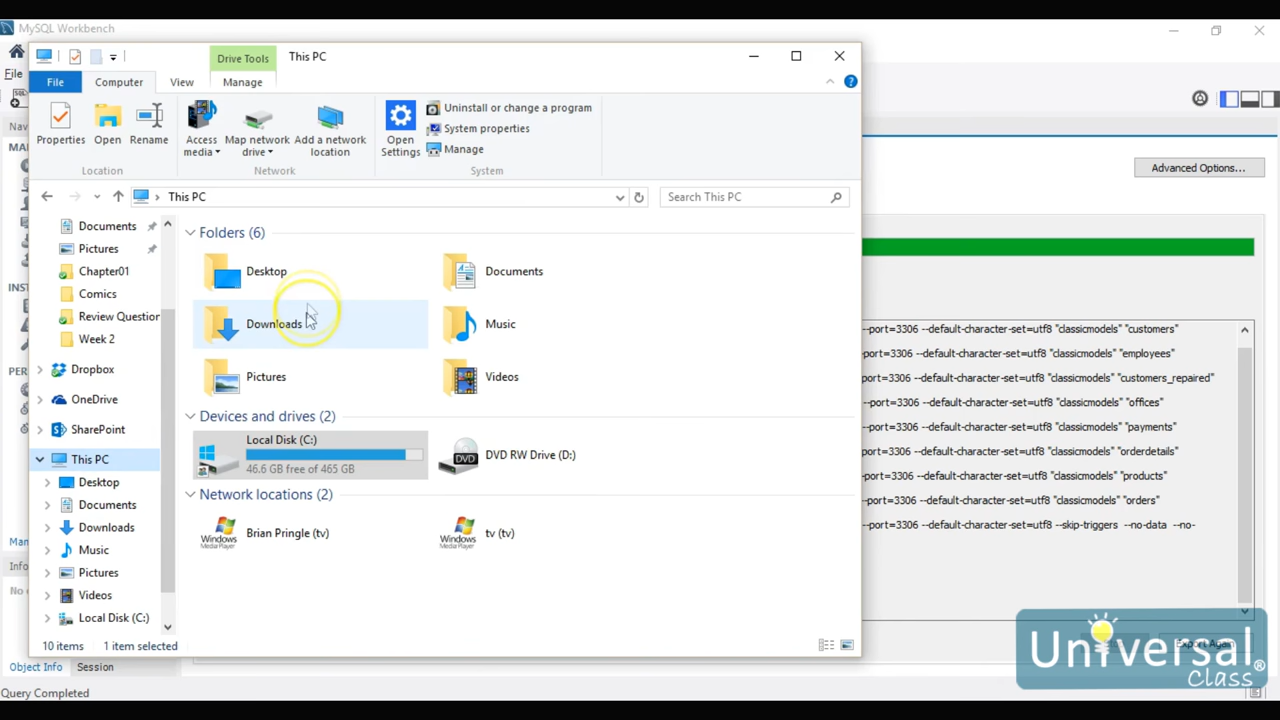 MySQL Workbench
File
Drive Tools
This PC
File
Computer
View
Manage
Properties
Open
Rename
Access media
Map network drive
Add a network location
Open Settings
Uninstall or change a program
System properties
Manage
Location
Network
System
This PC
Search This PC
Advanced Options...
Documents
Pictures
Chapter01
Comics
Review Question
Week 2
Dropbox
OneDrive
SharePoint
This PC
Desktop
Documents
Downloads
Music
Pictures
Videos
Local Disk (C:)
Folders (6)
Desktop
Documents
Downloads
Music
Pictures
Videos
Devices and drives (2)
Local Disk (C:)
46.6 GB free of 465 GB
DVD
DVD RW Drive (D:)
Network locations (2)
Windows Media Player
Brian Pringle (tv)
Windows Media Player
tv (tv)
--port=3306 --default-character-set=utf8 "classicmodels" "customers"
port=3306 --default-character-set=utf8 "classicmodels" "employees"
port=3306 --default-character-set=utf8 "classicmodels" "customers_repaired"
port=3306 --default-character-set=utf8 "classicmodels" "offices"
port=3306 --default-character-set=utf8 "classicmodels" "payments"
port=3306 --default-character-set=utf8 "classicmodels" "orderdetails"
port=3306 --default-character-set=utf8 "classicmodels" "products"
port=3306 --default-character-set=utf8 "classicmodels" "orders"
port=3306 --default-character-set=utf8 --skip-triggers --no-data --no-
10 items
1 item selected
Export Again
Universal
Class
®
Object Info
Session
Query Completed